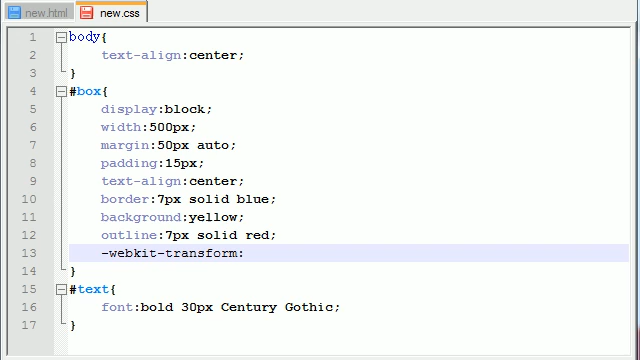 new.html new.css
1 body{
2 text-align:center;
3 }
4 #box{
5 display:block;
6 width:500px;
7 margin:50px auto;
8 padding:15px;
9 text-align:center;
10 border:7px solid blue;
11 background:yellow;
12 outline:7px solid red;
13 -webkit-transform:
14 }
15 #text{
16 font:bold 30px Century Gothic;
17 }